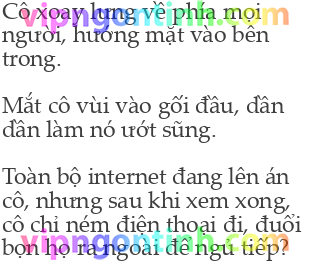 Cô xoay lưng về phía mọi
vipngontinh.com
người, hướng mặt vào bên
trong.
Mắt cô vùi vào gối đầu, dần
dần làm nó ướt sũng.
Toàn bộ internet đang lên án
cô, nhưng sau khi xem xong,
cô chỉ ném điện thoại đi, đuổi
vipngontinh.com
bọn họ ra ngoài để ngủ tiếp?